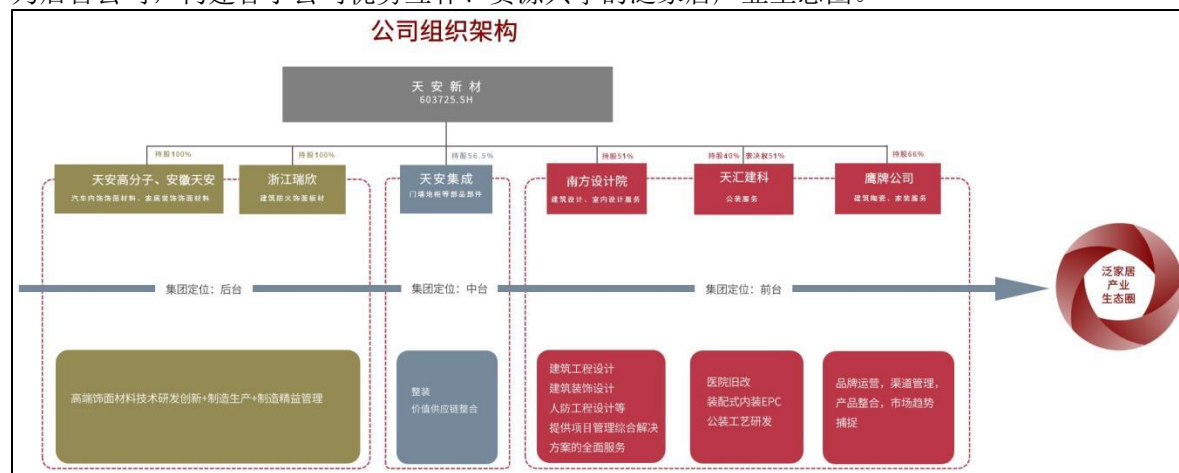 公司组织架构
天安新材
603725.SH
持股100%
持股100%
持股56.5%
持股51%
持股40% 表决权51%
持股66%
天安高分子、安徽天安
汽车内饰饰面材料、家居装饰饰面材料
浙江瑞欣
建筑防火饰面板材
天安集成
门墙地柜等部品部件
南方设计院
建筑设计、室内设计服务
天汇建科
公装服务
鹰牌公司
建筑陶瓷、家装服务
集团定位：后台
集团定位：中台
集团定位：前台
泛家居
产业
生态圈
高端饰面材料技术研发创新+制造生产+制造精益管理
整装
价值供应链整合
建筑工程设计
建筑装饰设计
人防工程设计等
提供项目管理综合解决
方案的全面服务
医院旧改
装配式内装EPC
公装工艺研发
品牌运营，渠道管理，
产品整合，市场趋势
捕捉